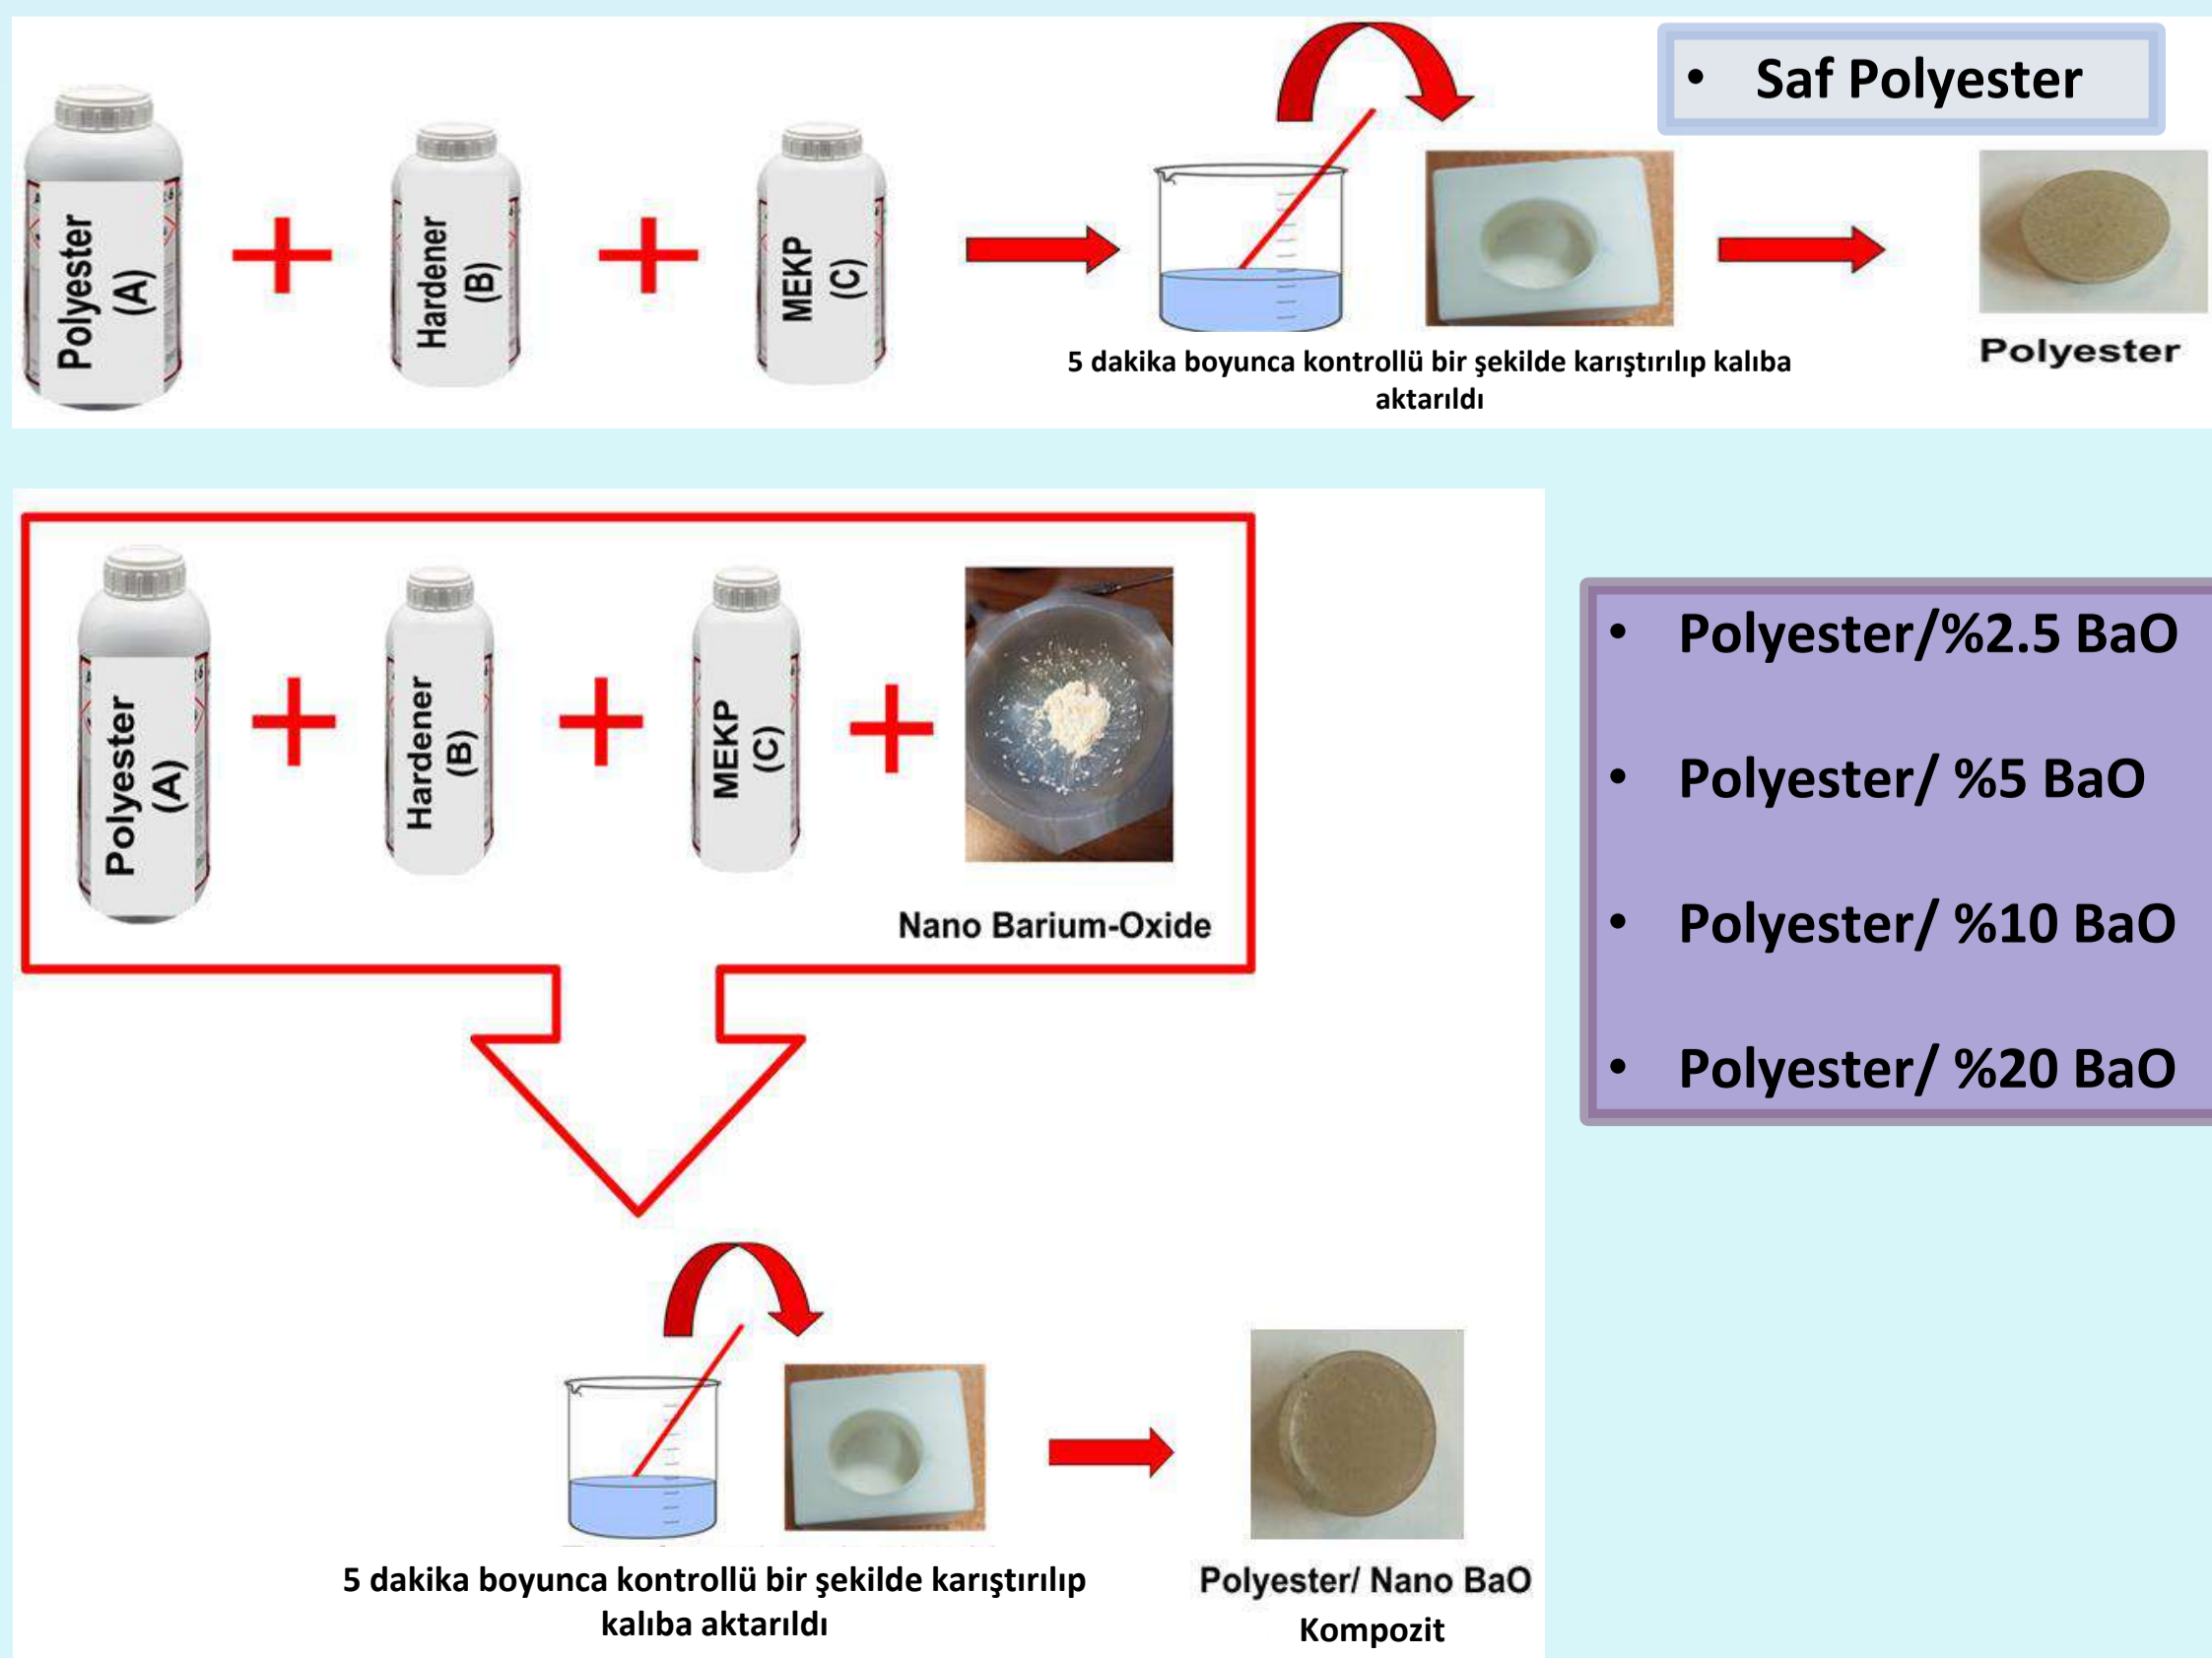 • Saf Polyester
Polyester
(A)
Hardener
(B)
MEKP
(C)
5 dakika boyunca kontrollü bir şekilde karıştırılıp kalıba
aktarıldı
Polyester
Polyester
(A)
Hardener
(B)
MEKP
(C)
Nano Barium-Oxide
• Polyester/%2.5 BaO
• Polyester/ %5 BaO
• Polyester/ %10 BaO
• Polyester/ %20 BaO
5 dakika boyunca kontrollü bir şekilde karıştırılıp
kalıba aktarıldı
Polyester/ Nano BaO
Kompozit